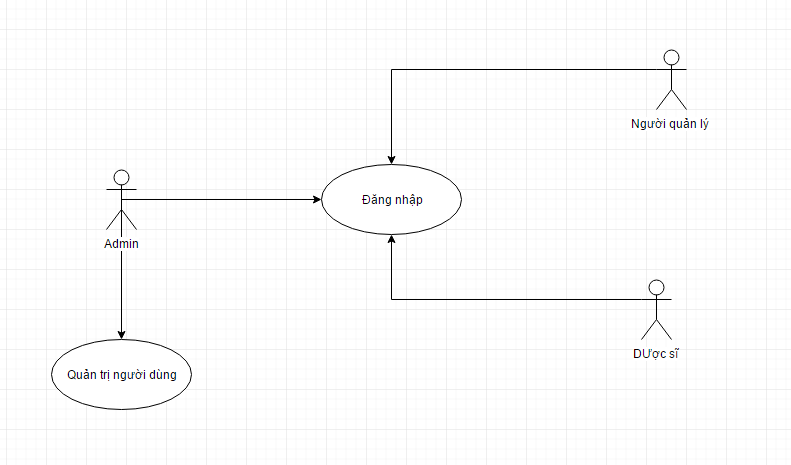 Người quản lý
Đăng nhập
Admin
DƯợc sĩ
Quản trị người dùng